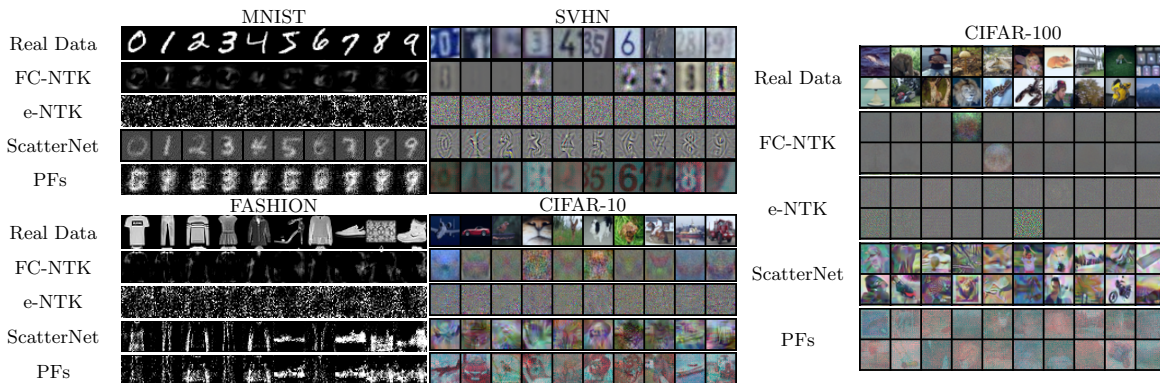 MNIST
SVHN
Real Data
FC-NTK
e-NTK
ScatterNet
PFs
FASHION
CIFAR-10
Real Data
FC-NTK
e-NTK
ScatterNet
PFs
CIFAR-100
Real Data
FC-NTK
e-NTK
ScatterNet
PFs